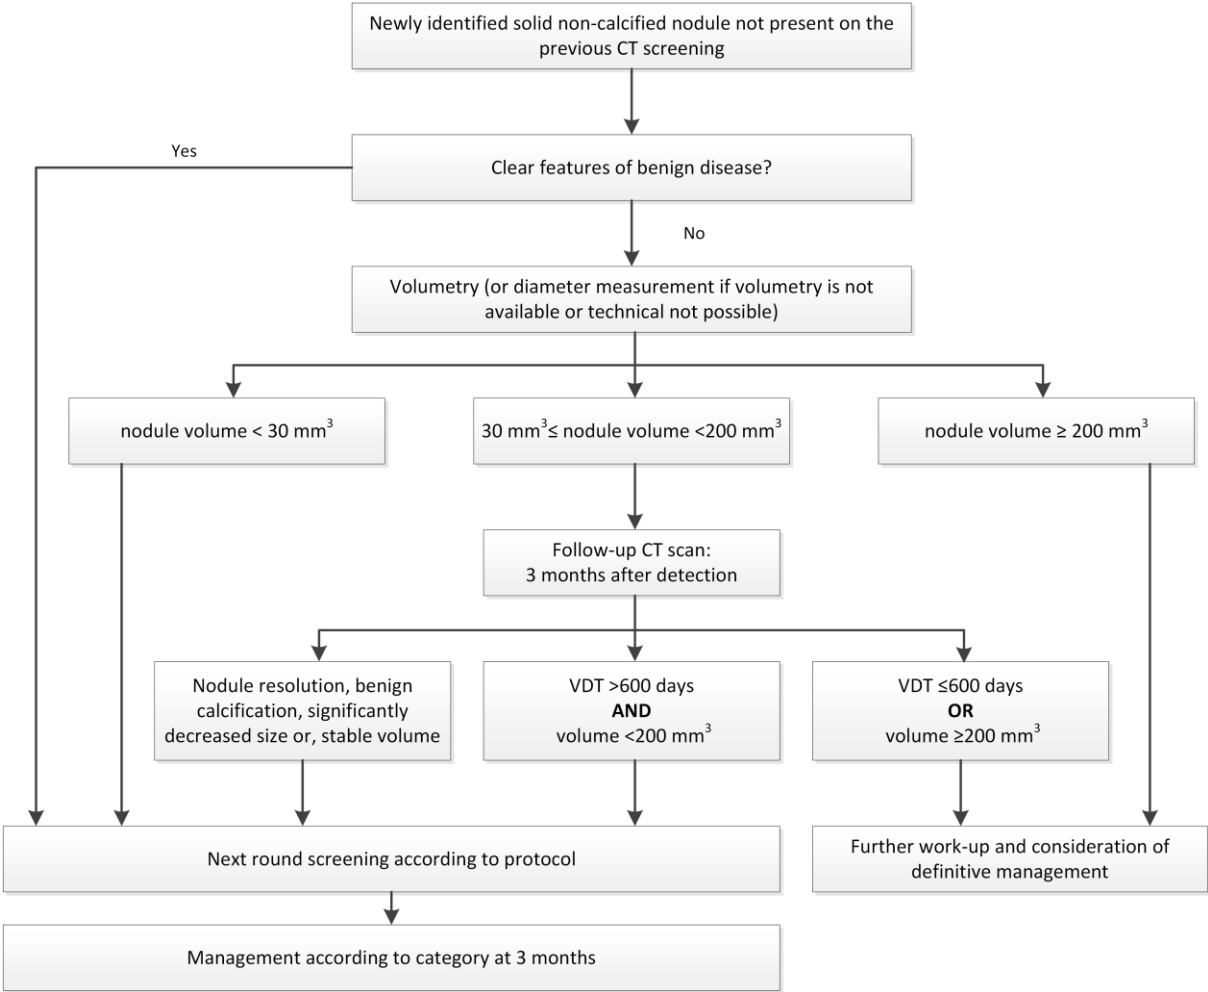 Newly identified solid non-calcified nodule not present on the
previous CT screening
Yes
Clear features of benign disease?
No
Volumetry (or diameter measurement if volumetry is not
available or technical not possible)
nodule volume < 30 mm³
30 mm³≤ nodule volume <200 mm³
nodule volume ≥ 200 mm³
Follow-up CT scan:
3 months after detection
Nodule resolution, benign
calcification, significantly
decreased size or, stable volume
VDT >600 days
AND
volume <200 mm³
VDT ≤600 days
OR
volume ≥200 mm³
Next round screening according to protocol
Further work-up and consideration of
definitive management
Management according to category at 3 months